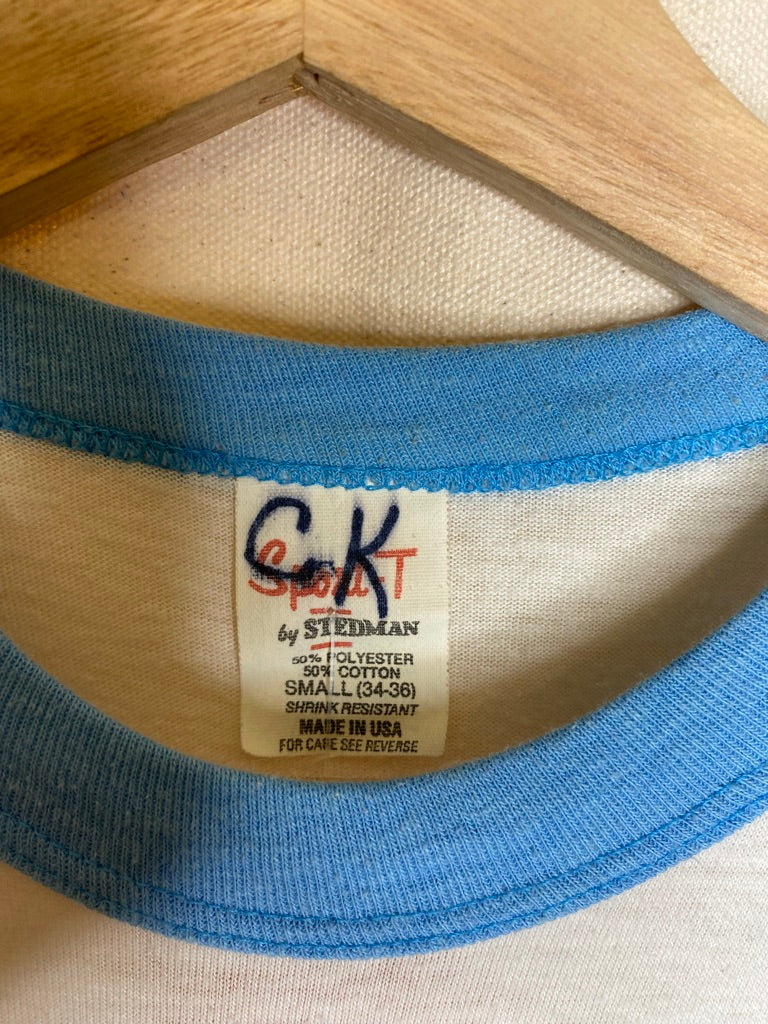 C.K
Sport-T
by STEDMAN
50% POLYESTER
50% COTTON
SMALL (34-36)
SHRINK RESISTANT
MADE IN USA
FOR CARE SEE REVERSE